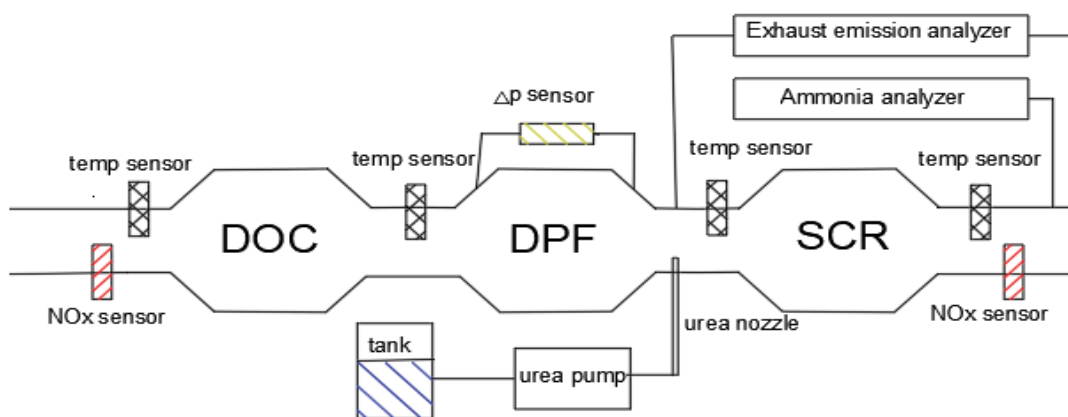 Exhaust emission analyzer
Ammonia analyzer
△p sensor
temp sensor
temp sensor
temp sensor
temp sensor
DOC
DPF
SCR
NOx sensor
urea nozzle
NOx sensor
tank
urea pump